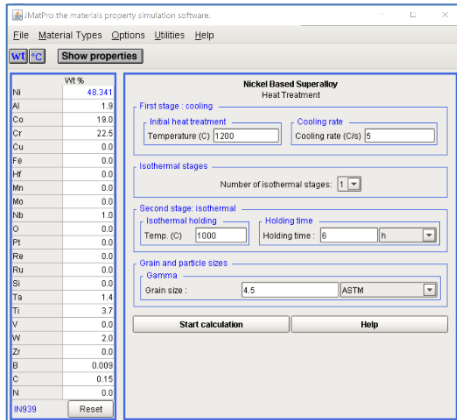 JMatPro the materials property simulation software.
File Material Types Options Utilities Help
wt °C Show properties
Wt %
Ni 48.341
Al 1.9
Co 19.0
Cr 22.5
Cu 0.0
Fe 0.0
Hf 0.0
Mn 0.0
Mo 0.0
Nb 1.0
O 0.0
Pt 0.0
Re 0.0
Ru 0.0
Si 0.0
Ta 1.4
Ti 3.7
V 0.0
W 2.0
Zr 0.0
B 0.009
C 0.15
N 0.0
IN939 Reset
Nickel Based Superalloy
Heat Treatment
First stage : cooling
Initial heat treatment Cooling rate
Temperature (C) 1200 Cooling rate (C/s) 5
Isothermal stages
Number of isothermal stages: 1
Second stage: isothermal
Isothermal holding Holding time
Temp. (C) 1000 Holding time : 6 h
Grain and particle sizes
Gamma
Grain size : 4.5 ASTM
Start calculation Help